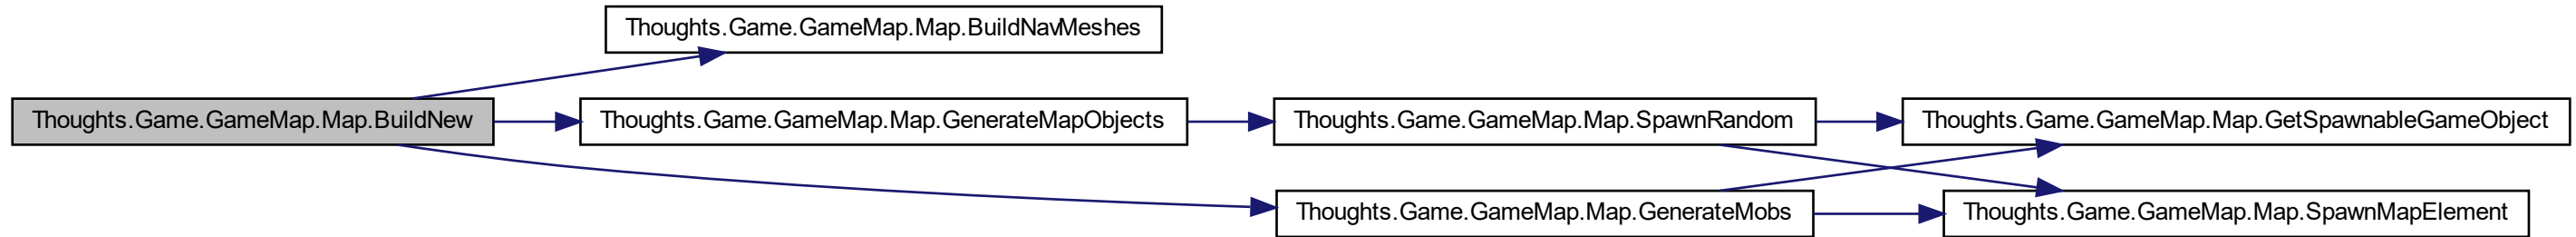 Thoughts.Game.GameMap.Map.BuildNavMeshes
Thoughts.Game.GameMap.Map.BuildNew
Thoughts.Game.GameMap.Map.GenerateMapObjects
Thoughts.Game.GameMap.Map.SpawnRandom
Thoughts.Game.GameMap.Map.GetSpawnableGameObject
Thoughts.Game.GameMap.Map.GenerateMobs
Thoughts.Game.GameMap.Map.SpawnMapElement